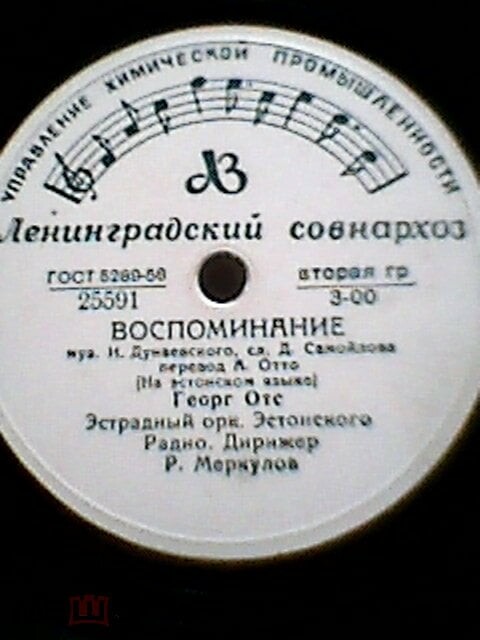 УПРАВЛЕНИЕ ХИМИЧЕСКОЙ ПРОМЫШЛЕННОСТИ
ЛЗ
Ленинградский совнархоз
ГОСТ 5289-56
вторая гр
25591
3-00
ВОСПОМИНАНИЕ
муз. И. Дунаевского, сл. Д. Самойлова
перевод А. Отто
(На эстонском языке)
Георг Отс
Эстрадный орк. Эстонского
Радио. Дирижер
Р. Меркулов